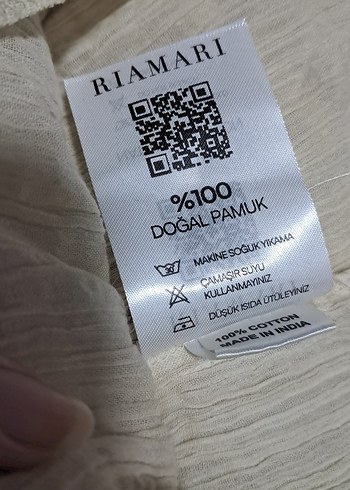 RIAMARI
%100
DOĞAL PAMUK
MAKİNE SOĞUK YIKAMA
ÇAMAŞIR SUYU
KULLANMAYINIZ
DÜŞÜK ISIDA ÜTÜLEYİNİZ
100% COTTON
MADE IN INDIA